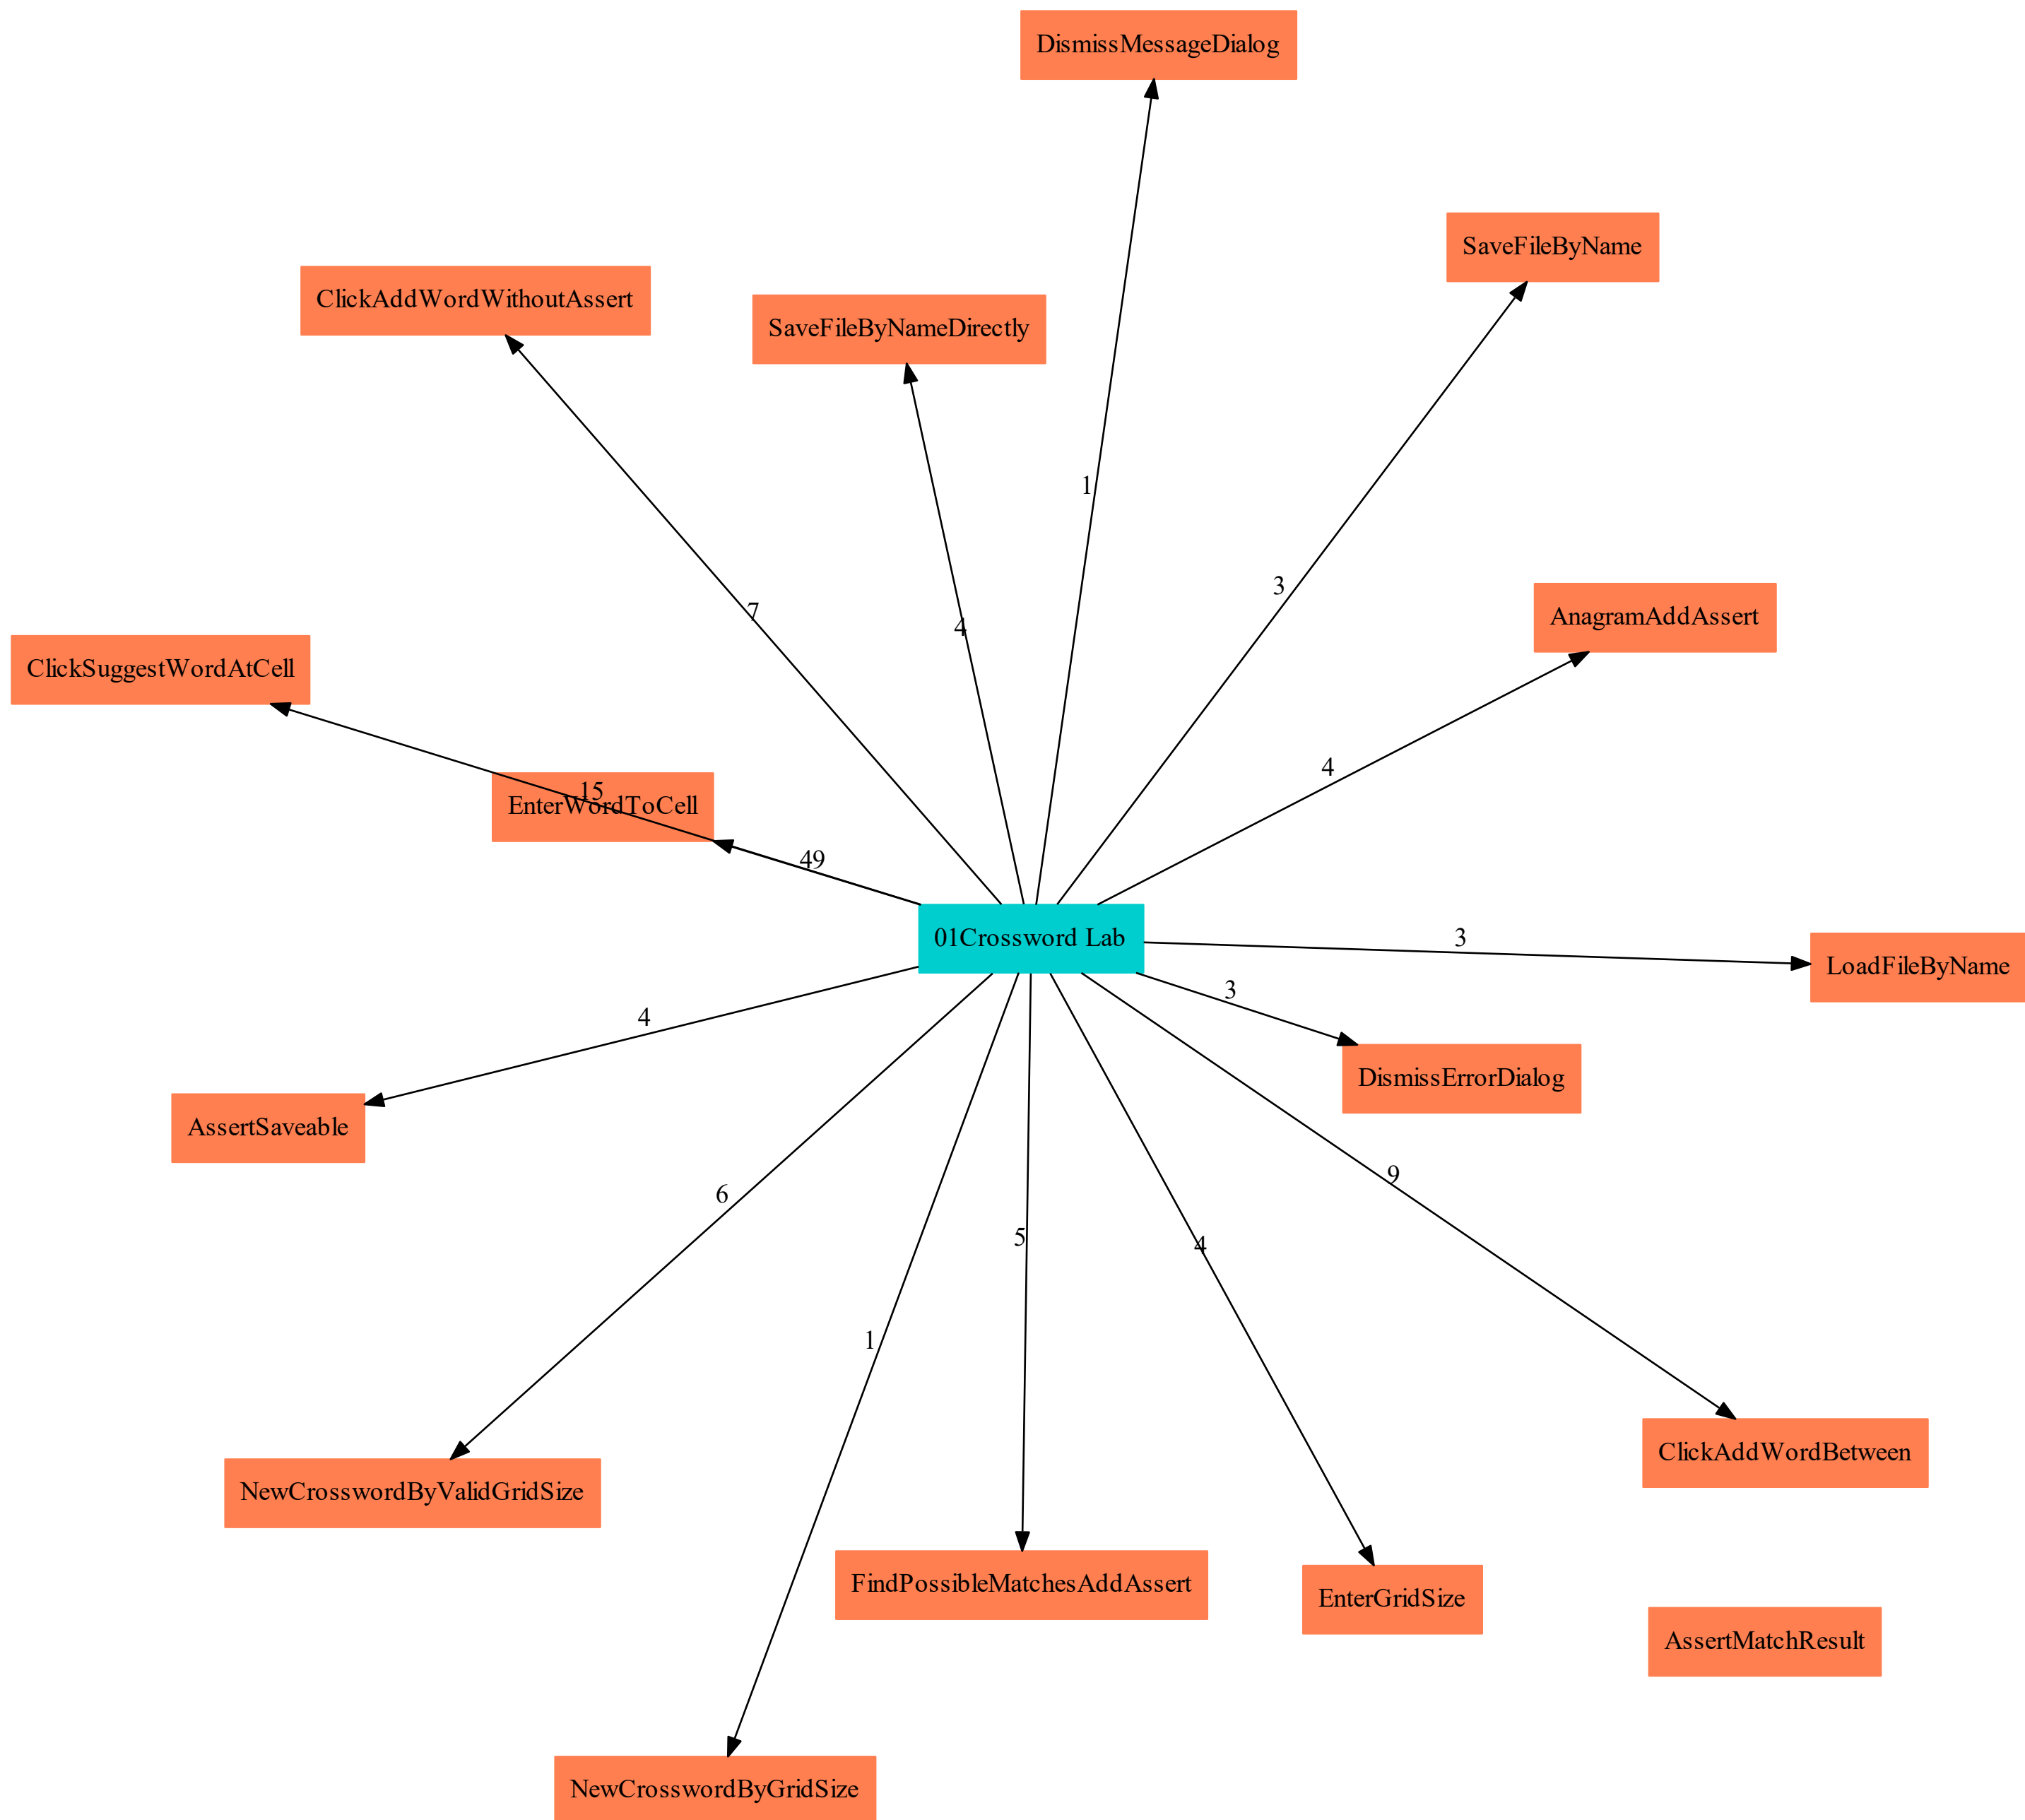 DismissMessageDialog
SaveFileByName
ClickAddWordWithoutAssert
SaveFileByNameDirectly
1
3
7
4
AnagramAddAssert
ClickSuggestWordAtCell
4
15
EnterWordToCell
49
01Crossword Lab
3
LoadFileByName
3
4
DismissErrorDialog
AssertSaveable
9
6
5
4
1
ClickAddWordBetween
NewCrosswordByValidGridSize
FindPossibleMatchesAddAssert
EnterGridSize
AssertMatchResult
NewCrosswordByGridSize